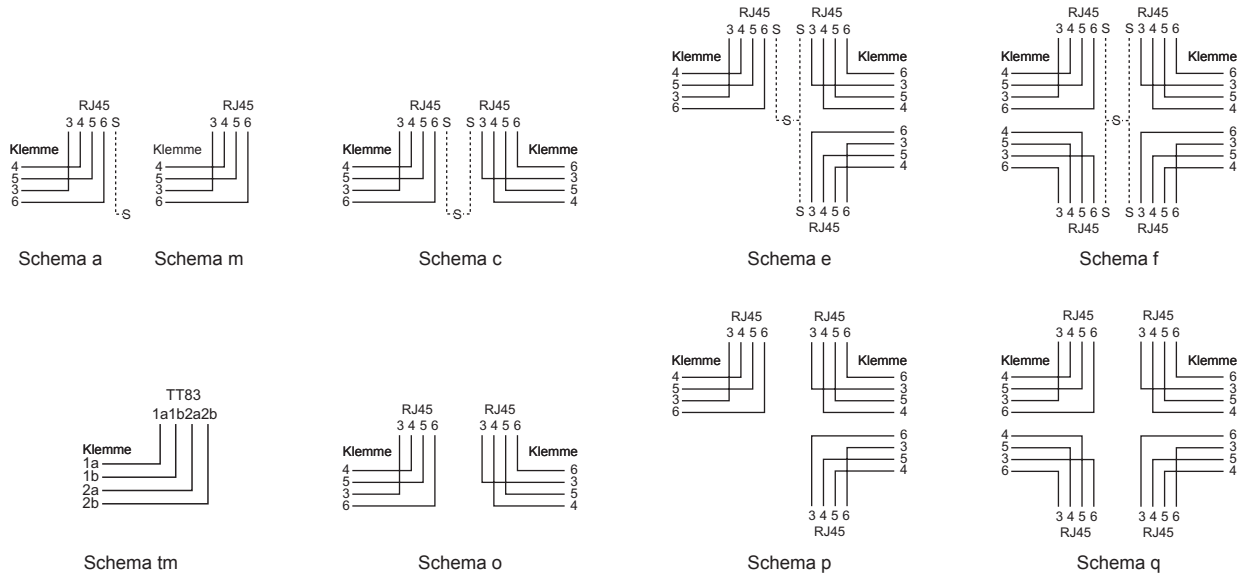 RJ45
3 4 5 6 S
Klemme
4
5
3
6
S
Schema a
RJ45
3 4 5 6
Klemme
4
5
3
6
Schema m
RJ45 RJ45
3 4 5 6 S S 3 4 5 6
Klemme Klemme
4 6
5 3
3 5
6 4
S
Schema c
RJ45 RJ45
3 4 5 6 S S 3 4 5 6
Klemme Klemme
4 6
5 3
3 5
6 4
S
6
3
5
4
S 3 4 5 6
RJ45
Schema e
RJ45 RJ45
3 4 5 6 S S 3 4 5 6
Klemme Klemme
4 6
5 3
3 5
6 4
S
4 6
5 3
3 5
6 4
3 4 5 6 S S 3 4 5 6
RJ45 RJ45
Schema f
TT83
1a1b2a2b
Klemme
1a
1b
2a
2b
Schema tm
RJ45 RJ45
3 4 5 6 3 4 5 6
Klemme Klemme
4 6
5 3
3 5
6 4
Schema o
RJ45 RJ45
3 4 5 6 3 4 5 6
Klemme Klemme
4 6
5 3
3 5
6 4
6
3
5
4
3 4 5 6
RJ45
Schema p
RJ45 RJ45
3 4 5 6 3 4 5 6
Klemme Klemme
4 6
5 3
3 5
6 4
4 6
5 3
3 5
6 4
3 4 5 6 3 4 5 6
RJ45 RJ45
Schema q